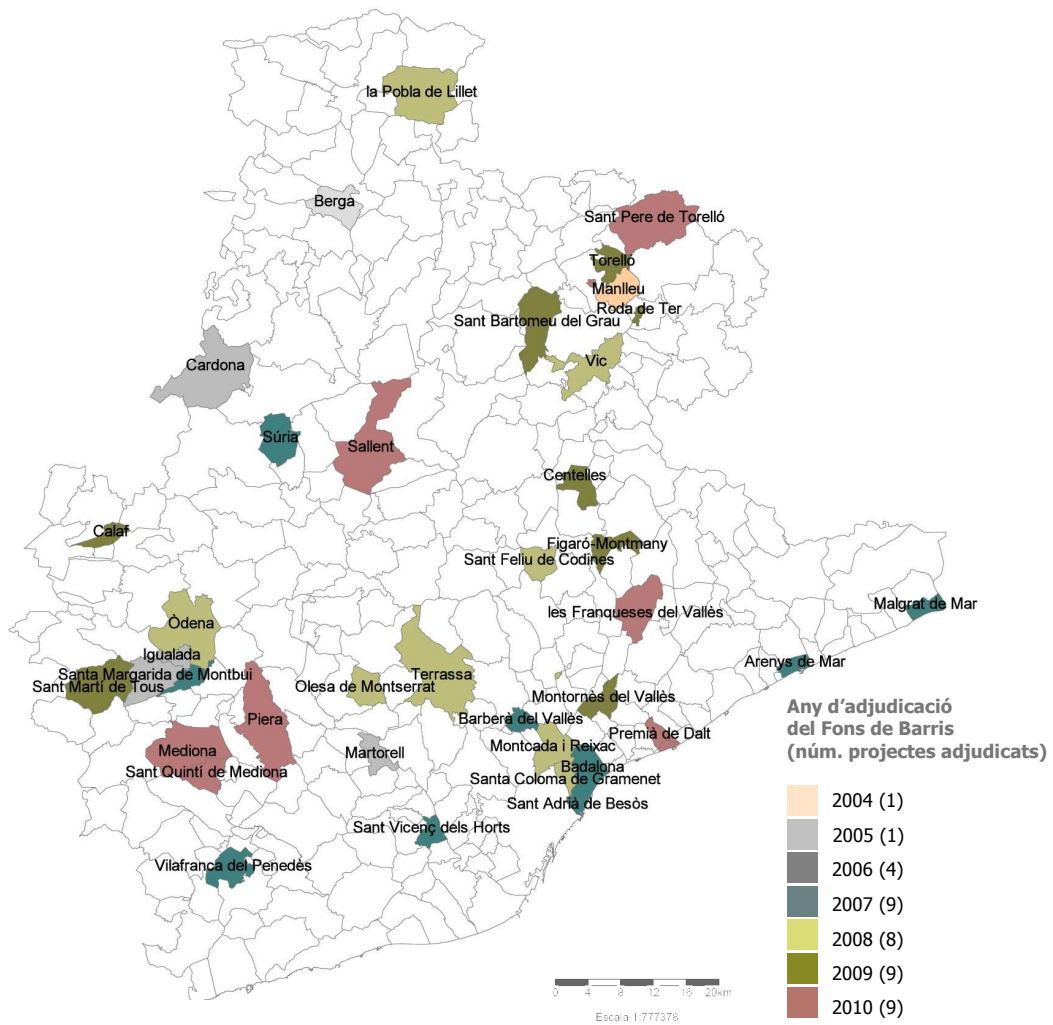 la Pobla de Lillet
Berga
Sant Pere de Torelló
Torelló
Manlleu
Roda de Ter
Sant Bartomeu del Grau
Vic
Cardona
Súria
Sallent
Centelles
Calaf
Figaró-Montmany
Sant Feliu de Codines
les Franqueses del Vallès
Malgrat de Mar
Òdena
Igualada
Santa Margarida de Montbui
Sant Martí de Tous
Arenys de Mar
Terrassa
Olesa de Montserrat
Montornès del Vallès
Piera
Barberà del Vallès
Premià de Dalt
Mediona
Martorell
Montcada i Reixac
Badalona
Sant Quintí de Mediona
Santa Coloma de Gramenet
Sant Adrià de Besòs
Sant Vicenç dels Horts
Vilafranca del Penedès
Any d’adjudicació
del Fons de Barris
(núm. projectes adjudicats)
2004 (1)
2005 (1)
2006 (4)
2007 (9)
2008 (8)
2009 (9)
2010 (9)
0 4 8 12 16 20km
Escala 1:777378